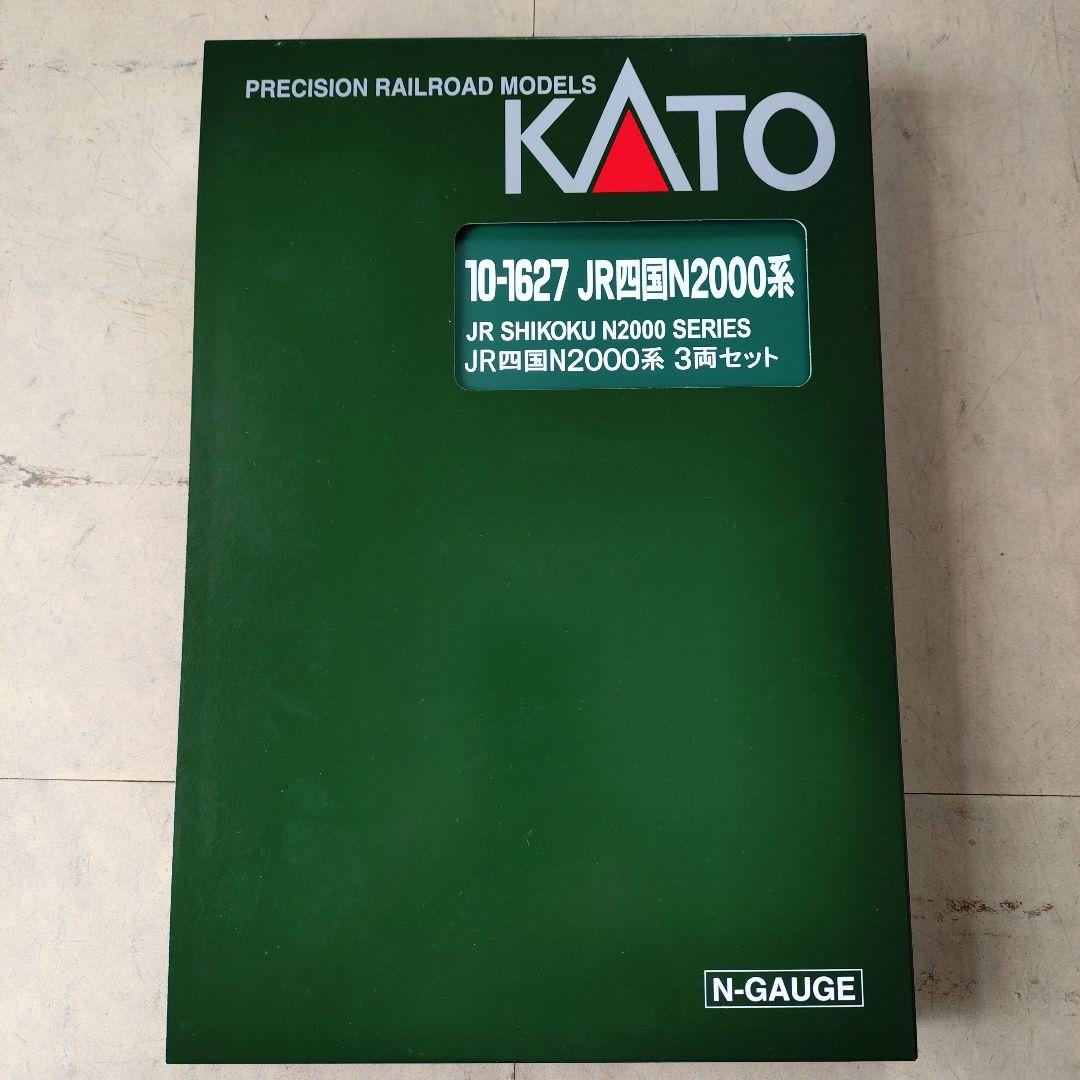 PRECISION RAILROAD MODELS
KATO
10-1627 JR四国N2000系
JR SHIKOKU N2000 SERIES
JR四国N2000系 3両セット
N-GAUGE